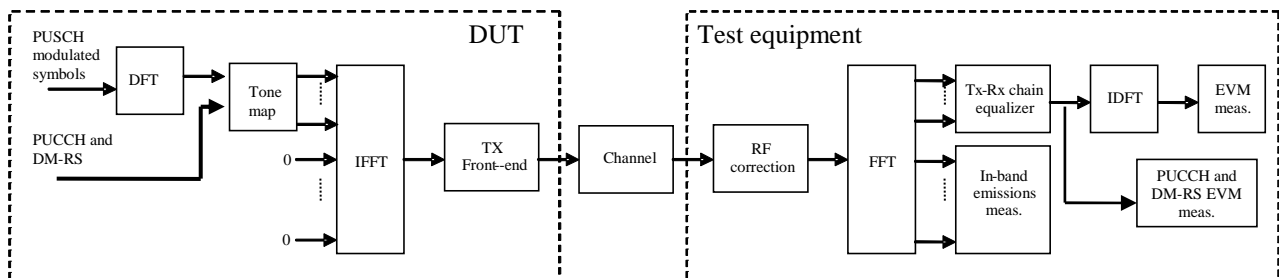 DUT
Test equipment
PUSCH
modulated
symbols
DFT
Tone
map
PUCCH and
DM-RS
0
0
IFFT
TX
Front--end
Channel
RF
correction
FFT
Tx-Rx chain
equalizer
IDFT
EVM
meas.
In-band
emissions
meas.
PUCCH and
DM-RS EVM
meas.